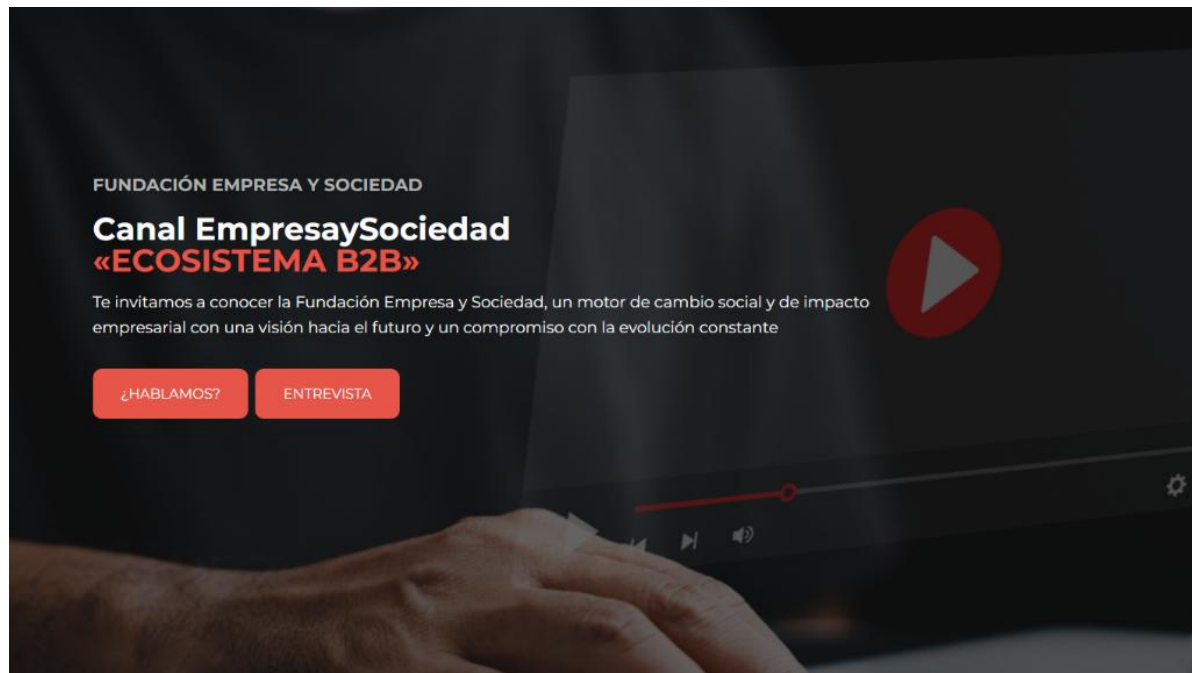 FUNDACIÓN EMPRESA Y SOCIEDAD
Canal EmpresaySociedad
«ECOSISTEMA B2B»
Te invitamos a conocer la Fundación Empresa y Sociedad, un motor de cambio social y de impacto
empresarial con una visión hacia el futuro y un compromiso con la evolución constante
¿HABLAMOS? ENTREVISTA